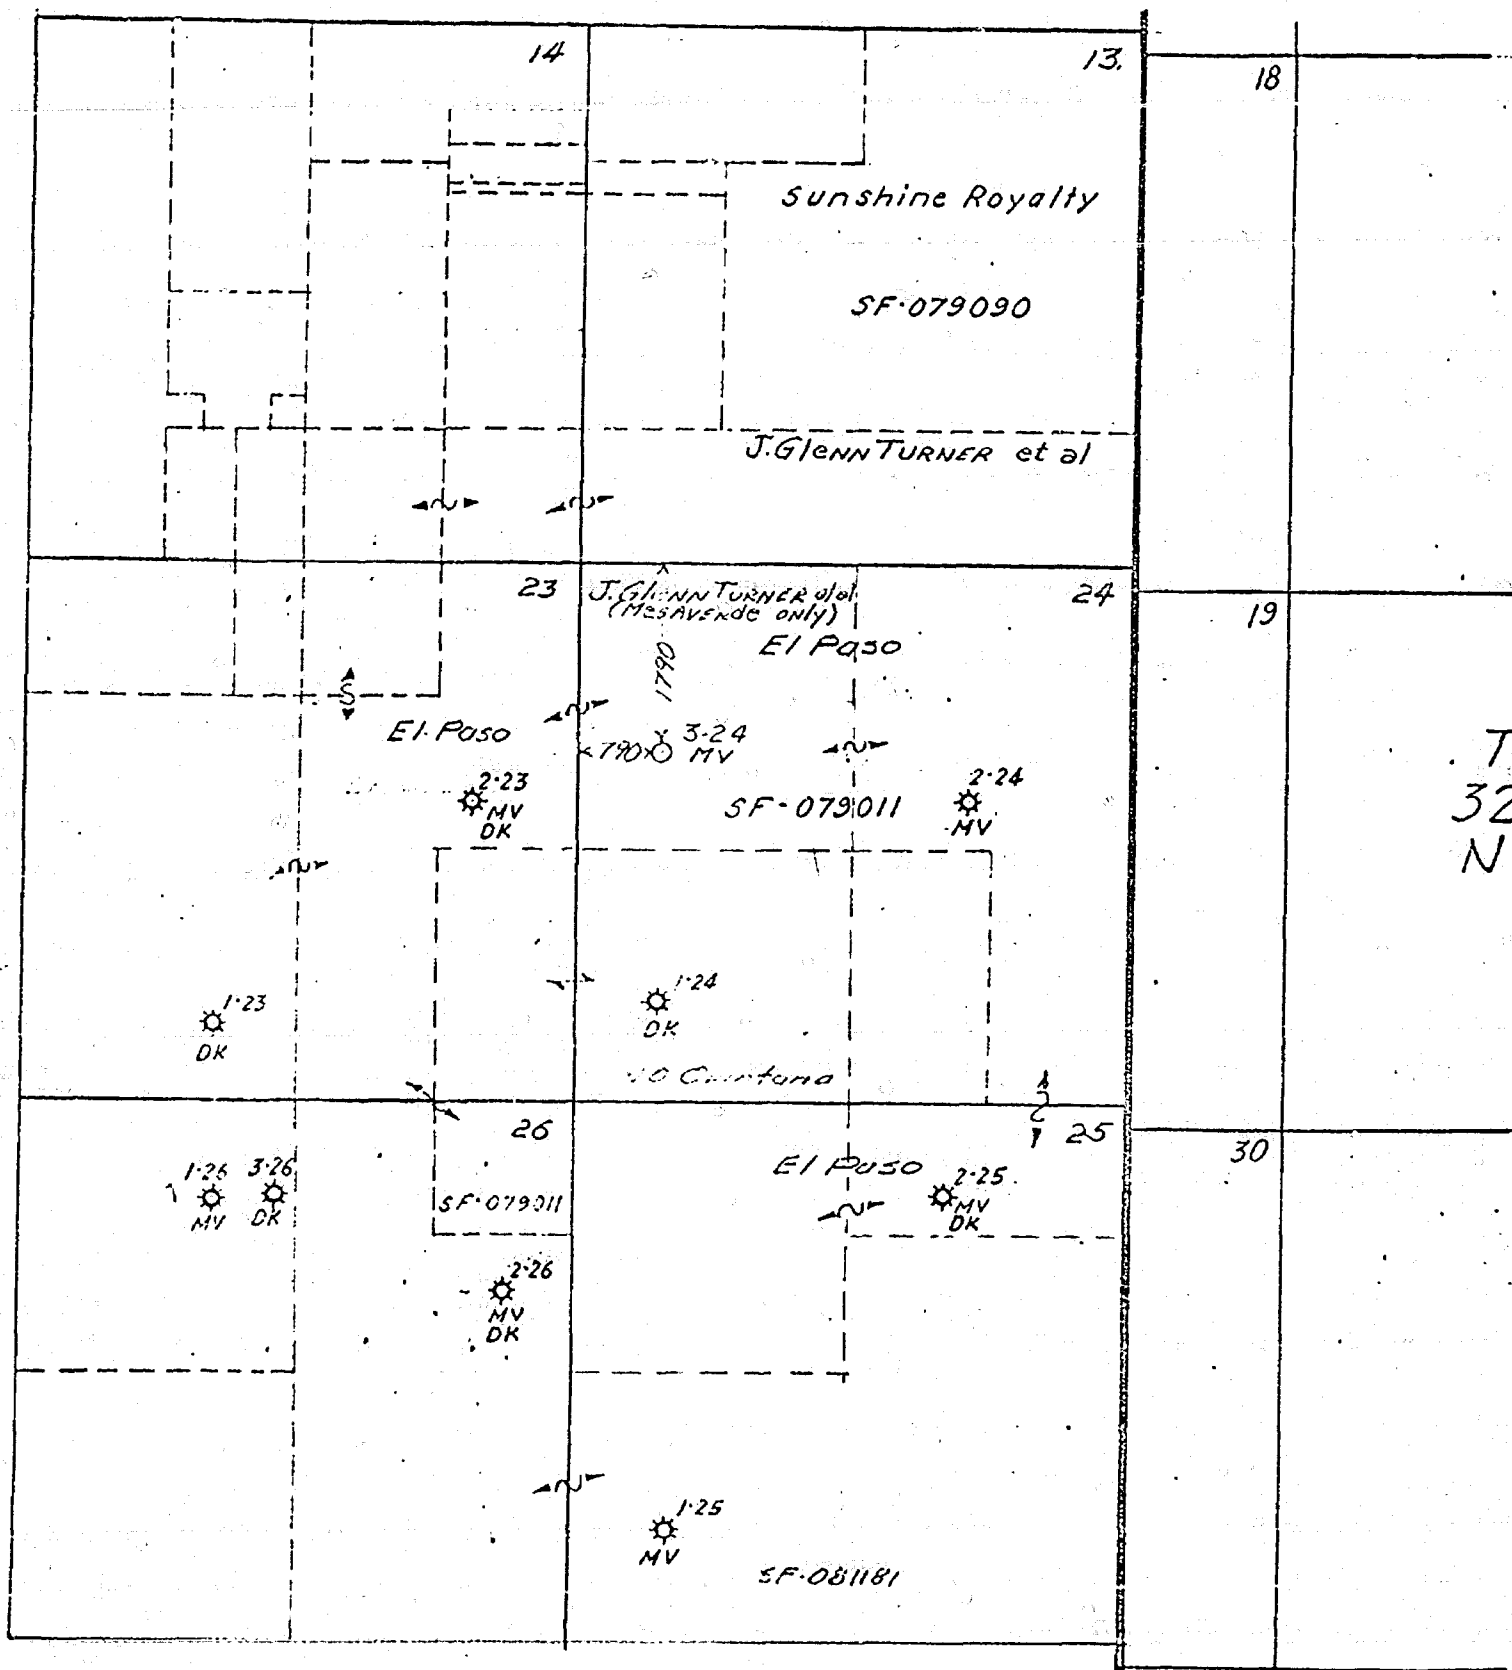 14
13.
18
Sunshine Royalty
SF·079090
J.GlENN TURNER et al
23
J.GlENN TURNER
(MESAVERDE ONly)
24
19
El Paso
1790
El Paso
790
3-24
MV
2·23
MV
DK
SF-079011
2·24
MV
T
32
N
1·23
DK
1·24
DK
Quintana
26
25
30
El Paso
1·26
MV
3·26
DK
SF·079011
2·25
MV
DK
2·26
MV
DK
1·25
MV
SF·081181